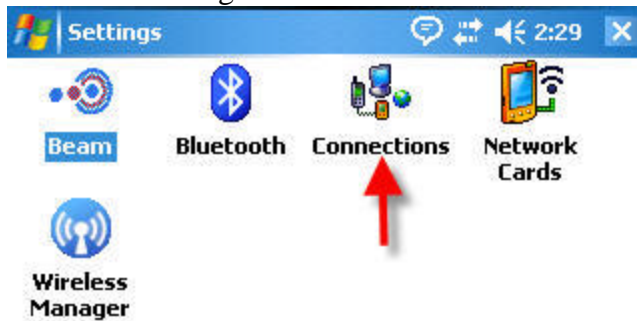 Settings 2:29
Beam Bluetooth Connections Network
Cards
Wireless
Manager